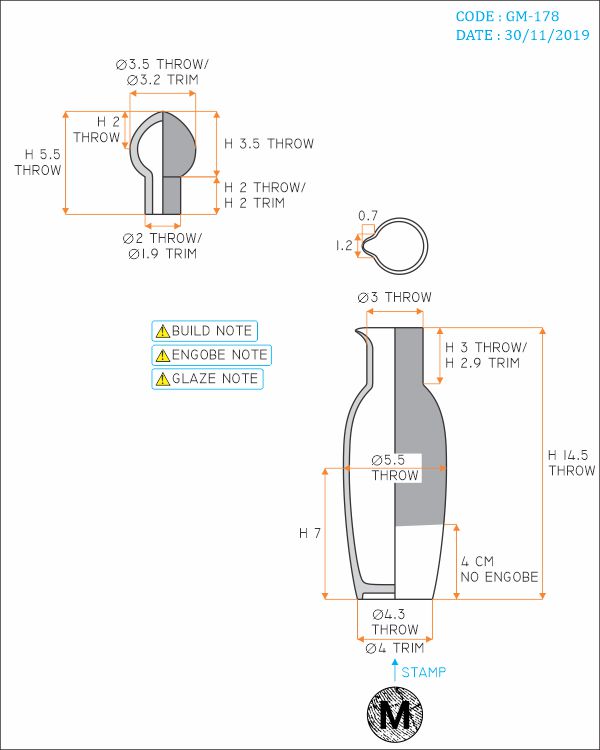 CODE : GM-178
DATE : 30/11/2019
Ø3.5 THROW/
Ø3.2 TRIM
H 2
THROW
H 5.5
THROW
H 3.5 THROW
H 2 THROW/
H 2 TRIM
Ø2 THROW/
Ø1.9 TRIM
0.7
1.2
Ø3 THROW
BUILD NOTE
ENGOBE NOTE
GLAZE NOTE
H 3 THROW/
H 2.9 TRIM
Ø5.5
THROW
H 14.5
THROW
H 7
4 CM
NO ENGOBE
Ø4.3
THROW
Ø4 TRIM
STAMP
M